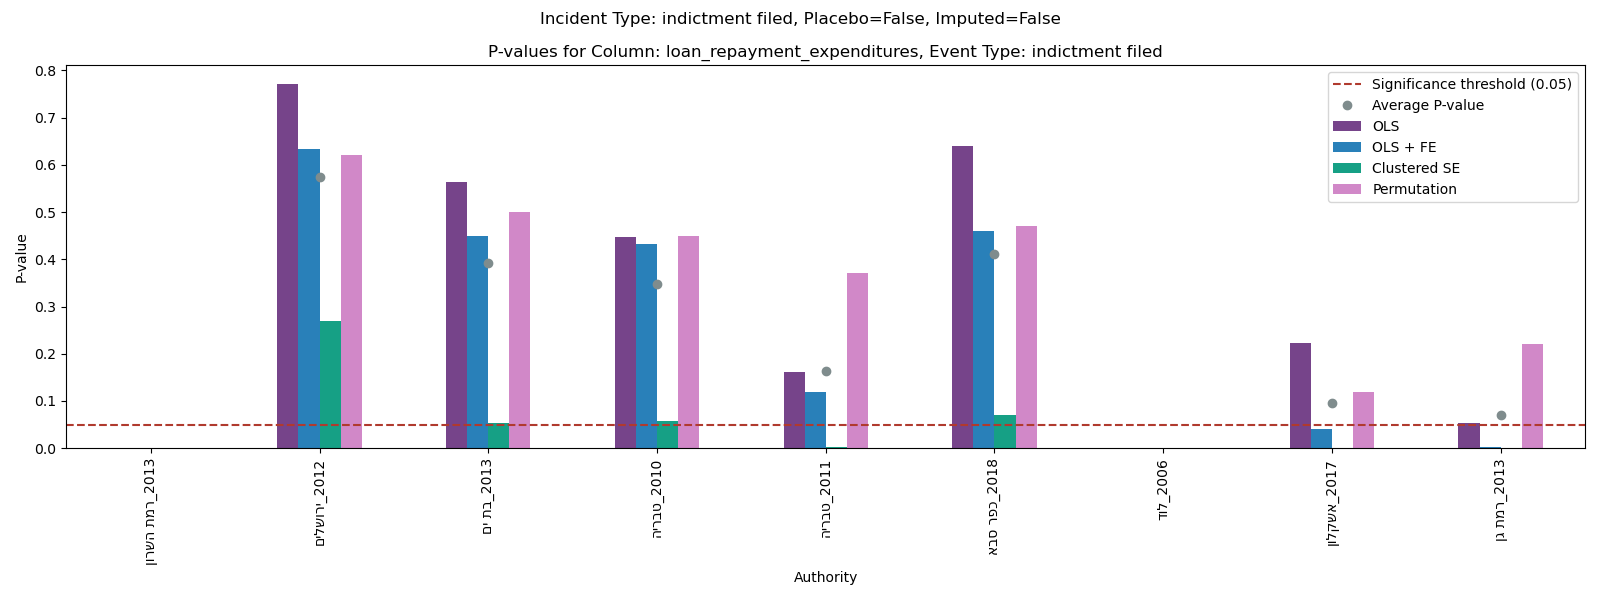 Incident Type: indictment filed, Placebo=False, Imputed=False
P-values for Column: loan_repayment_expenditures, Event Type: indictment filed
Significance threshold (0.05)
Average P-value
OLS
OLS + FE
Clustered SE
Permutation
P-value
0.8
0.7
0.6
0.5
0.4
0.3
0.2
0.1
0.0
רמת השרון_2013
ירושלים_2012
בת ים_2013
טבריה_2010
טבריה_2011
כפר סבא_2018
לוד_2006
אשקלון_2017
רמת גן_2013
Authority